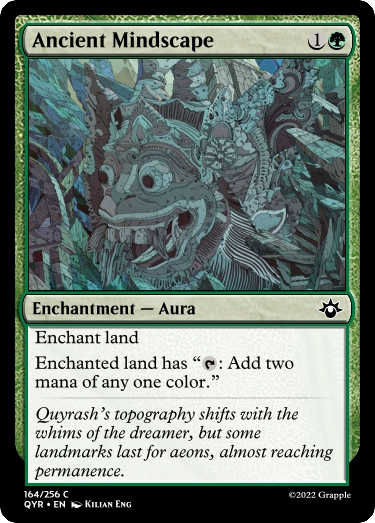 Ancient Mindscape 1
Enchantment — Aura
Enchant land
Enchanted land has “: Add two
mana of any one color.”
Quyrash's topography shifts with the
whims of the dreamer, but some
landmarks last for aeons, almost reaching
permanence.
164/256 C
QYR • EN Kilian Eng
©2022 Grapple